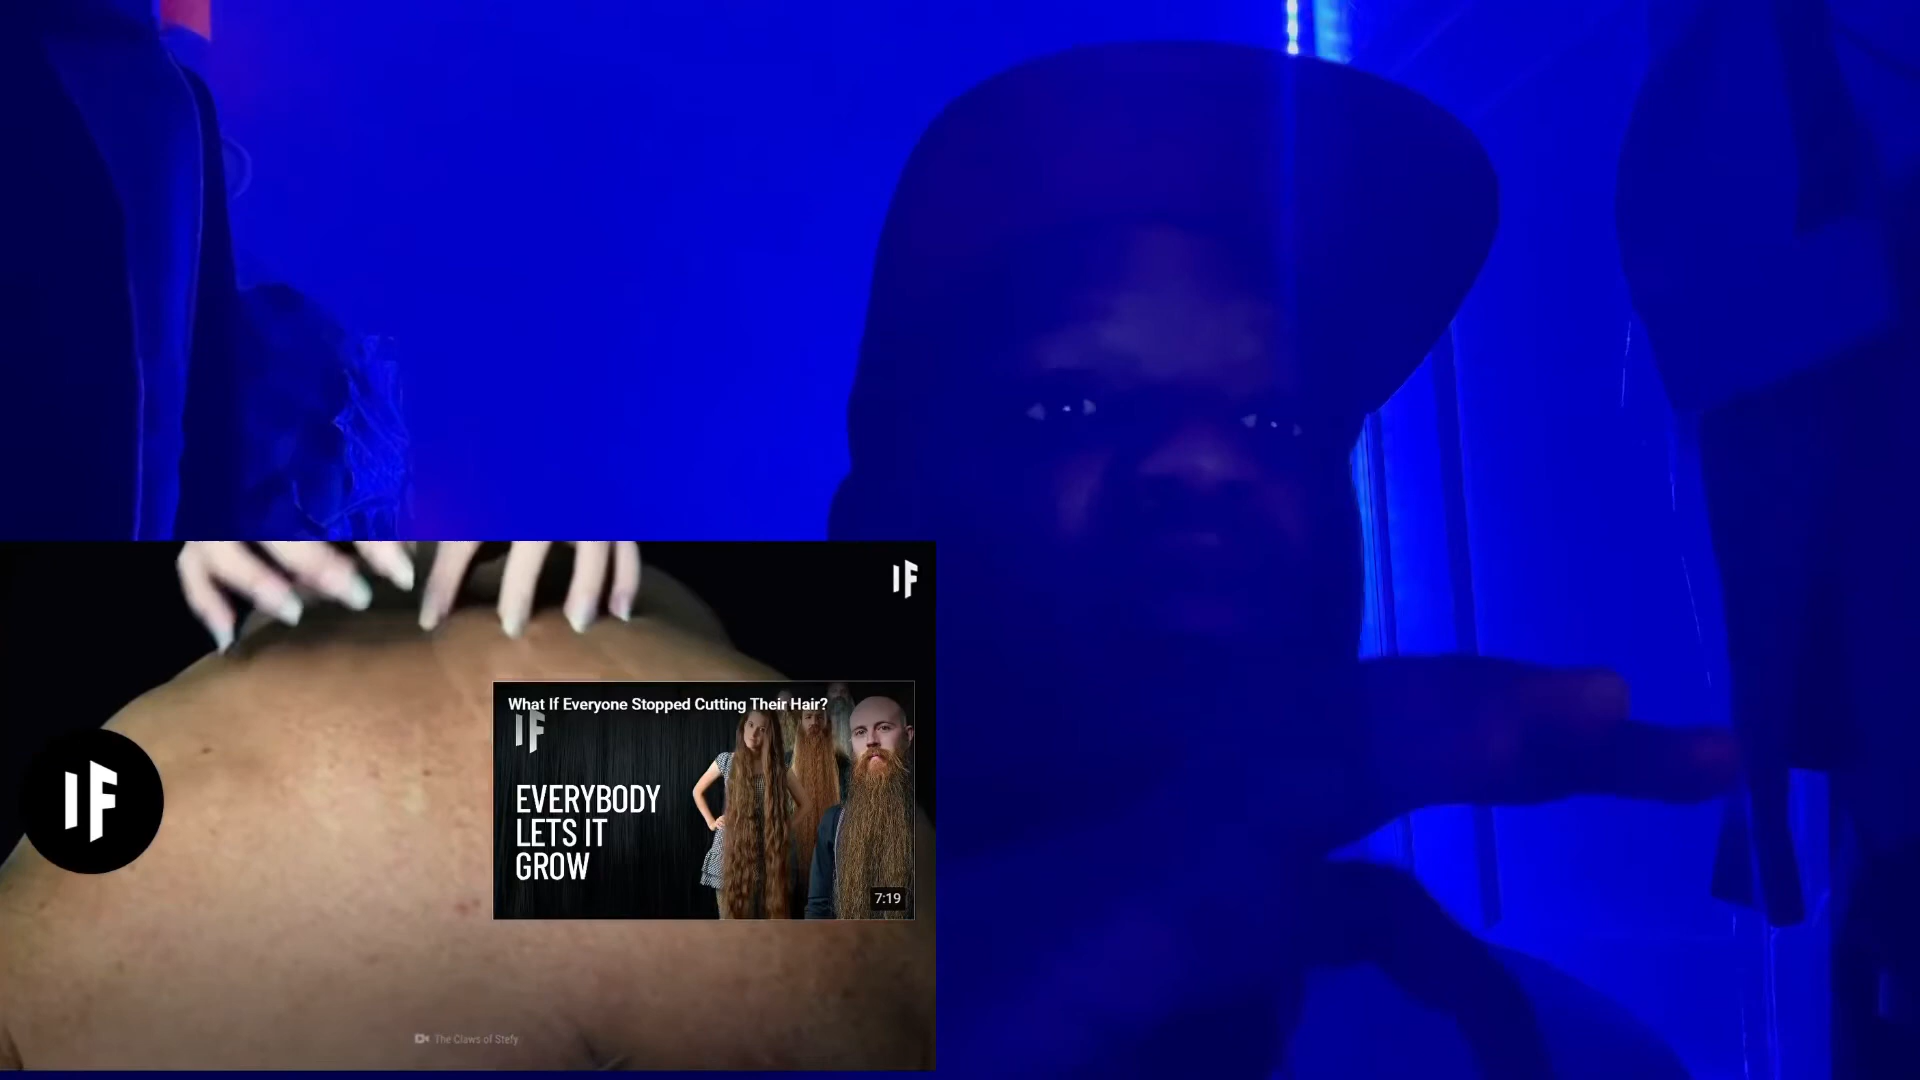 IF
What If Everyone Stopped Cutting Their Hair?
IF
EVERYBODY
LETS IT
GROW
7:19
IF
The Claws of Stefy